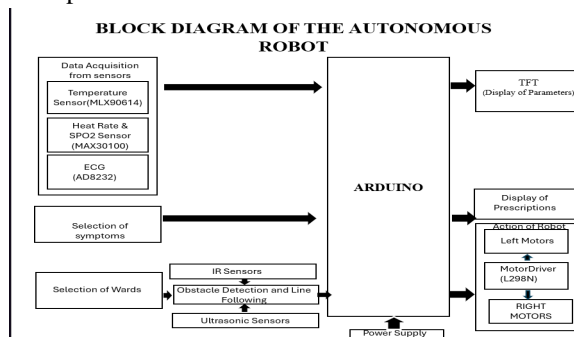 BLOCK DIAGRAM OF THE AUTONOMOUS
ROBOT
Data Acquisition
from sensors
Temperature
Sensor(MLX90614)
Heat Rate &
SPO2 Sensor
(MAX30100)
ECG
(AD8232)
Selection of
symptoms
Selection of Wards
IR Sensors
Obstacle Detection and Line
Following
Ultrasonic Sensors
ARDUINO
Power Supply
TFT
(Display of Parameters)
Display of
Prescriptions
Action of Robot
Left Motors
MotorDriver
(L298N)
RIGHT
MOTORS